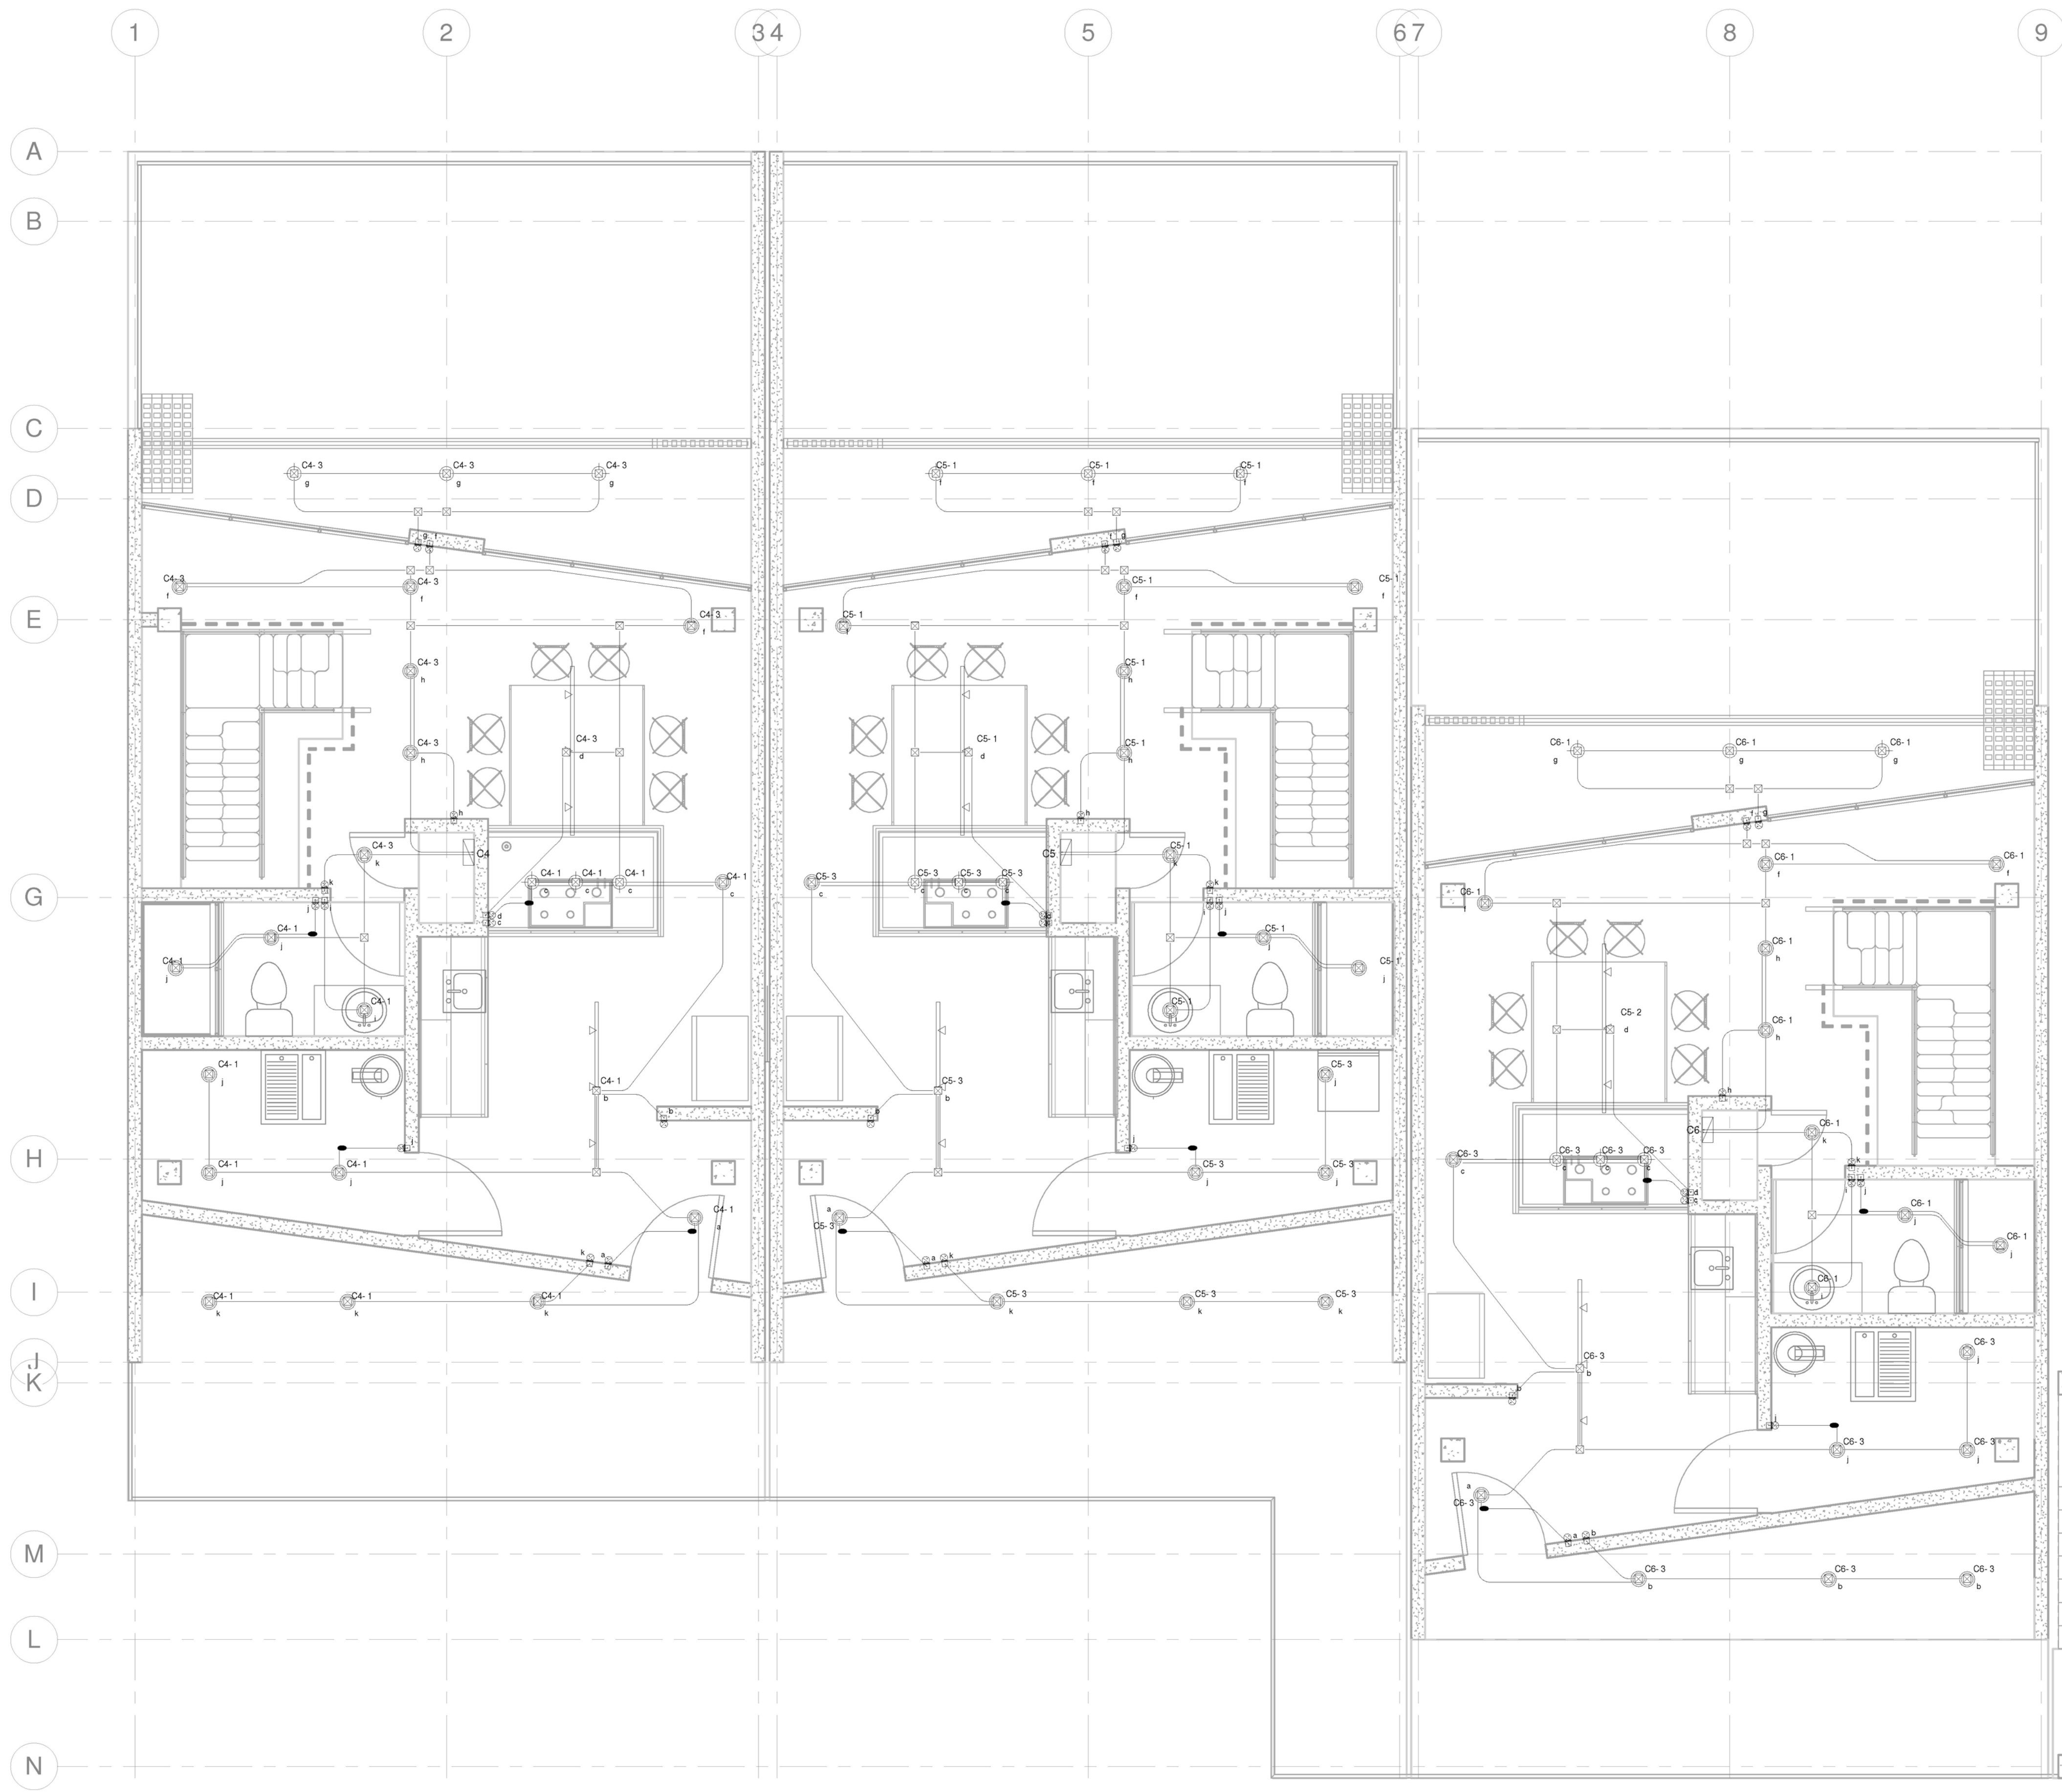 1 2 3 4 5 6 7 8 9
A
B
C
C4- 3 C4- 3 C4- 3 C5- 1 C5- 1 C5- 1
g g g f f f
D
g f f g
C4- 3 C4- 3 C5- 1 C5- 1
f f f f
E
C4- 3 C5- 1
f f
C4- 3 C5- 1
h h
C4- 3 C4- 3 C5- 1 C5- 1 C6- 1 C6- 1 C6- 1
h d d h g g g
h h f g
C4- 3 C4 C5 C5- 1
k k
C6- 1 C6- 1
f f
C4- 1 C4- 1 C4- 1 C4- 1 C5- 3 C5- 3 C5- 3 C5- 3
c c c c c c c c
k k
G
C6- 1
f
j i i j
d c d c
C4- 1 C5- 1
j j
C6- 1
h
C4- 1 C5- 1
j j
C4- 1 C5- 1
i i
C5- 2 C6- 1
d h
C4- 1 C4- 1 C5- 3 C5- 3
j b b j
b b h
C6 C6- 1
k
j j
H
C6- 3 C6- 3 C6- 3 C6- 3
c c c c
k
C4- 1 C4- 1 C5- 3 C5- 3
j j j j
i j
d c
C4- 1 C5- 3
a a
C6- 1
j
C6- 1
j
k a a k
I
C6- 1
i
C4- 1 C4- 1 C4- 1 C5- 3 C5- 3 C5- 3
k k k k k k
J
C6- 3 C6- 3
b j
K
b
j
C6- 3 C6- 3
j j
a
C6- 3
a b
M
C6- 3 C6- 3 C6- 3
b b b
L
N